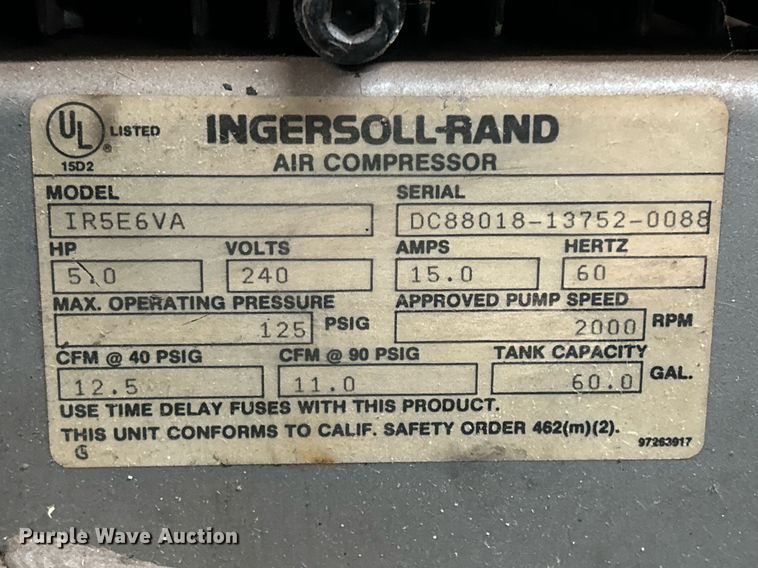 UL® LISTED
15D2
INGERSOLL-RAND
AIR COMPRESSOR
MODEL SERIAL
IR5E6VA DC88018-13752-0088
HP VOLTS AMPS HERTZ
5.0 240 15.0 60
MAX. OPERATING PRESSURE APPROVED PUMP SPEED
125 PSIG 2000 RPM
CFM @ 40 PSIG CFM @ 90 PSIG TANK CAPACITY
12.5 11.0 60.0 GAL.
USE TIME DELAY FUSES WITH THIS PRODUCT.
THIS UNIT CONFORMS TO CALIF. SAFETY ORDER 462(m)(2).
97263917
Purple Wave Auction